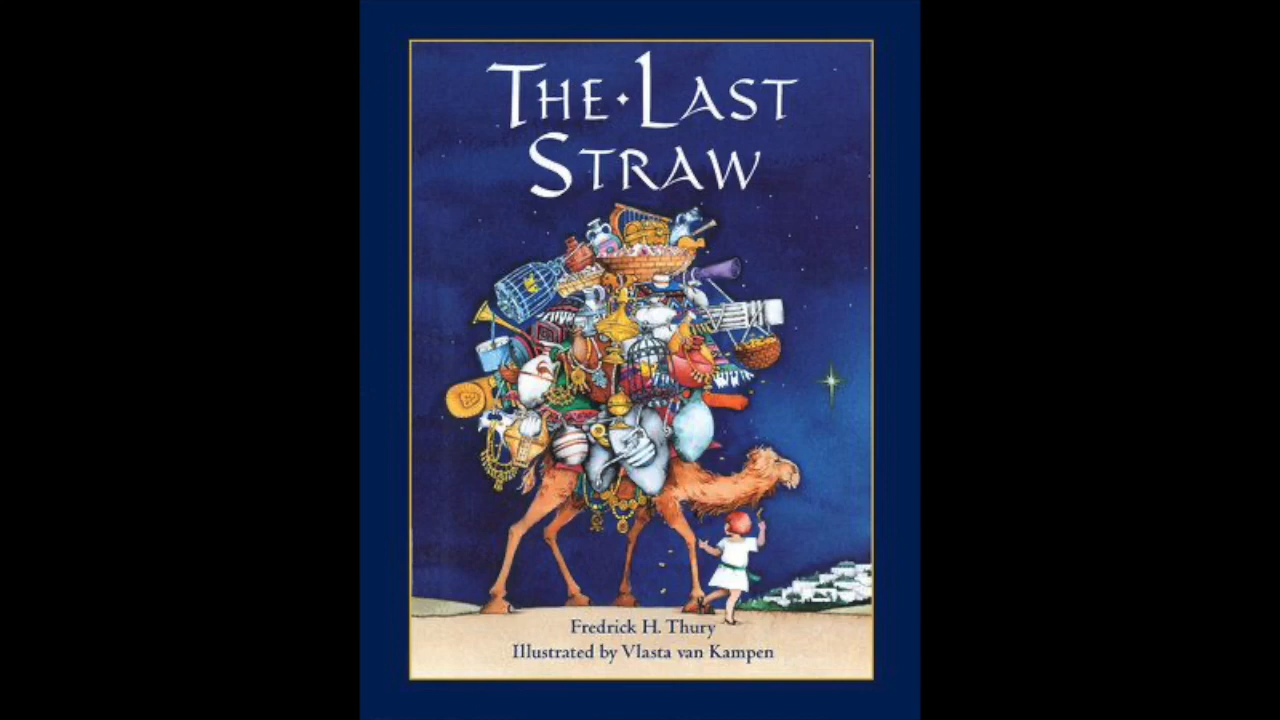 THE·LAST
STRAW
Fredrick H. Thury
Illustrated by Vlasta van Kampen